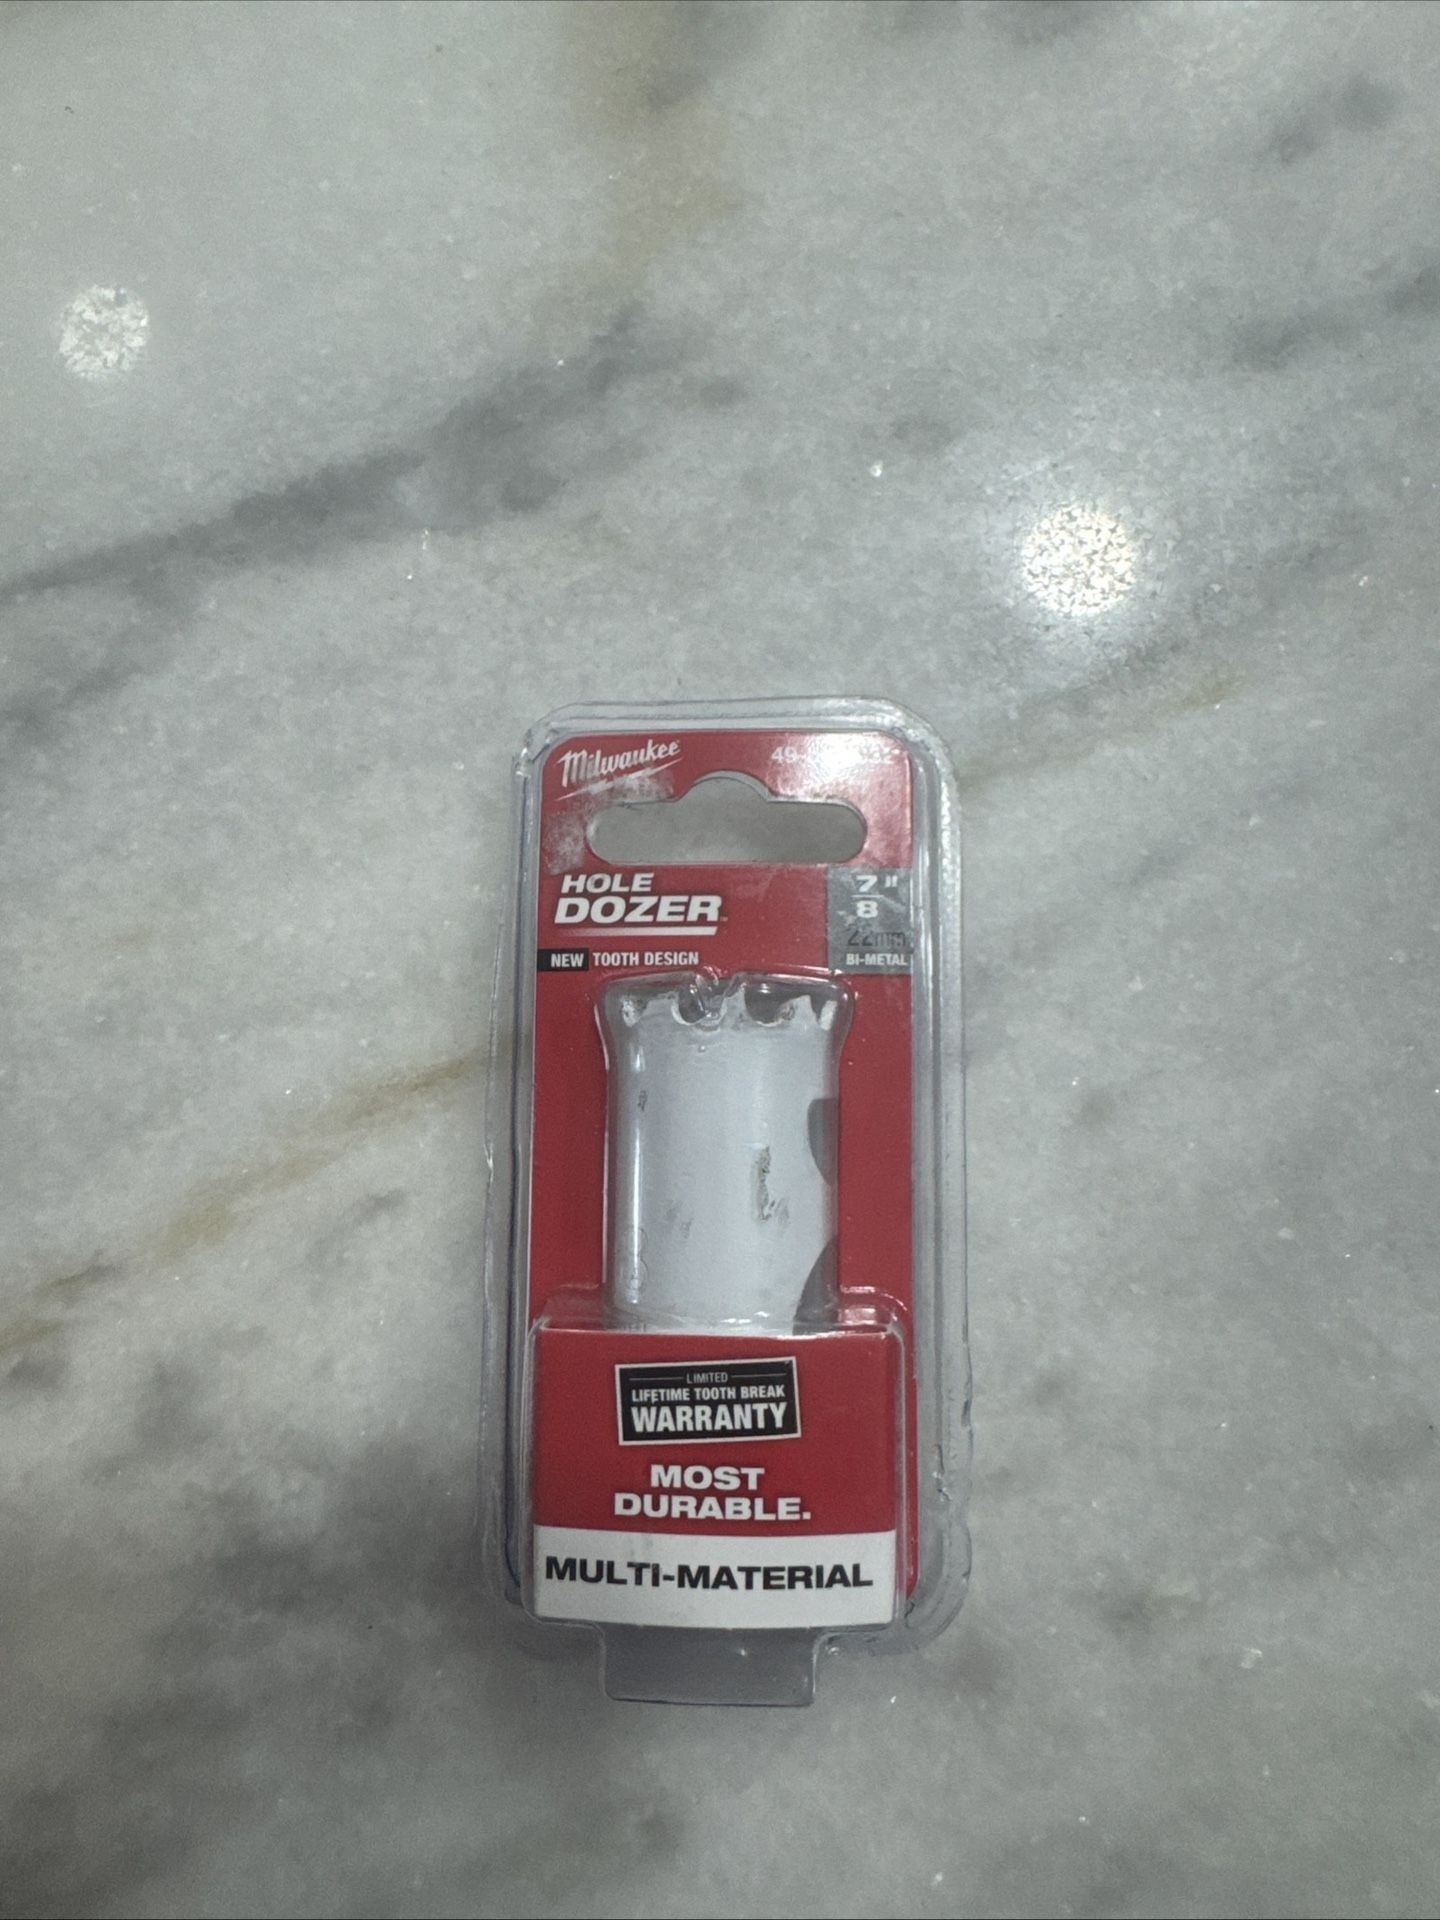 Milwaukee
HOLE
DOZER™
NEW TOOTH DESIGN
7"
8
22mm
BI-METAL
LIMITED
LIFETIME TOOTH BREAK
WARRANTY
MOST
DURABLE.
MULTI-MATERIAL